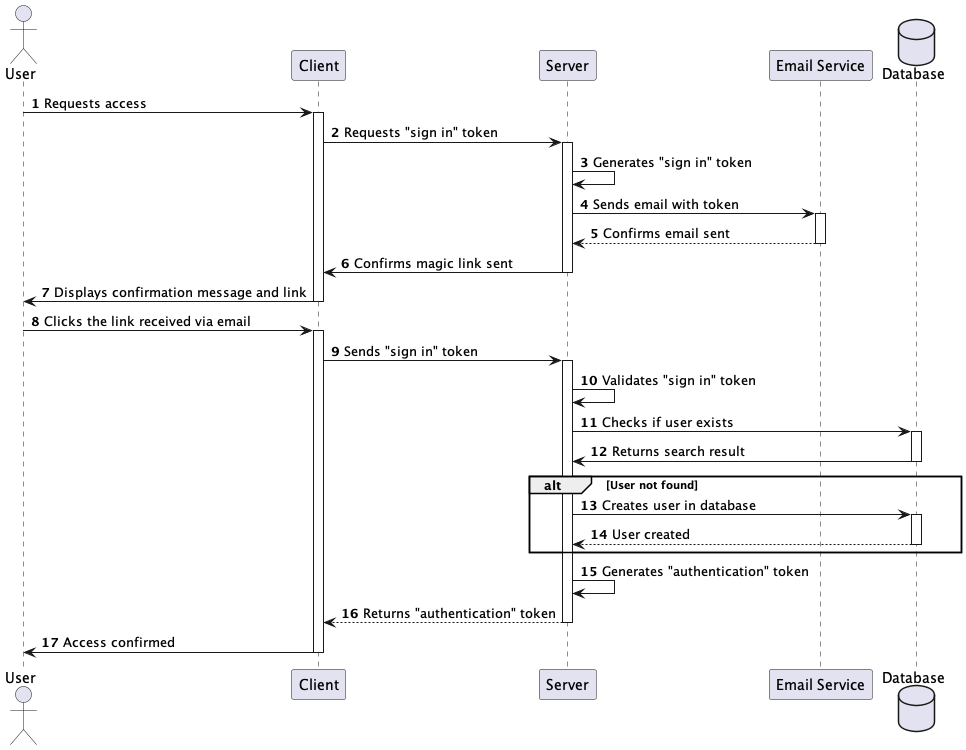 User
Client
Server
Email Service
Database
1 Requests access
2 Requests "sign in" token
3 Generates "sign in" token
4 Sends email with token
5 Confirms email sent
6 Confirms magic link sent
7 Displays confirmation message and link
8 Clicks the link received via email
9 Sends "sign in" token
10 Validates "sign in" token
11 Checks if user exists
12 Returns search result
alt [User not found]
13 Creates user in database
14 User created
15 Generates "authentication" token
16 Returns "authentication" token
17 Access confirmed
User
Client
Server
Email Service
Database